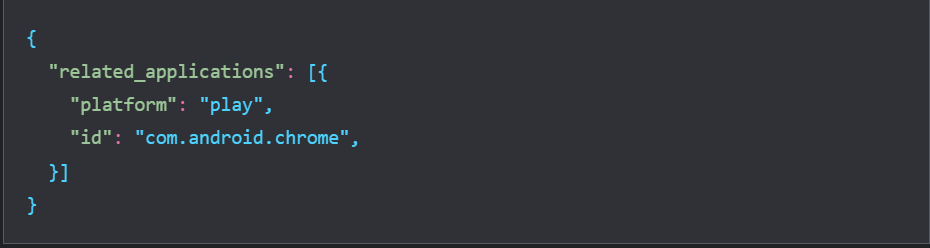 {
"related_applications": [{
"platform": "play",
"id": "com.android.chrome",
}]
}